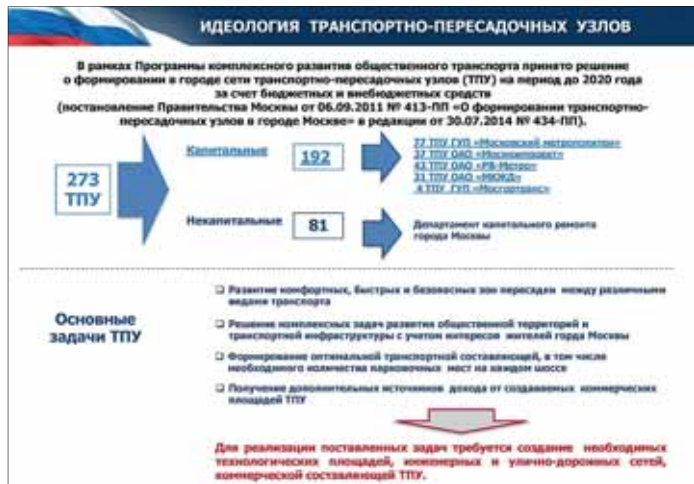 ИДЕОЛОГИЯ ТРАНСПОРТНО-ПЕРЕСАДОЧНЫХ УЗЛОВ
В рамках Программы комплексного развития общественного транспорта принято решение
о формировании в городе сети транспортно-пересадочных узлов (ТПУ) на период до 2020 года
за счет бюджетных и внебюджетных средств
(постановление Правительства Москвы от 06.09.2011 № 413-ПП «О формировании транспортно-
пересадочных узлов в городе Москве» в редакции от 30.07.2014 № 434-ПП).
273
ТПУ
Капитальные
192
77 ТПУ ГУП «Московский метрополитен»
37 ТПУ ОАО «Мосинжпроект»
43 ТПУ ОАО «РВ-Метро»
31 ТПУ ОАО «МКЖД»
4 ТПУ ГУП «Мосгортранс»
Некапитальные
81
Департамент капитального ремонта
города Москвы
Основные
задачи ТПУ
❑ Развитие комфортных, быстрых и безопасных зон пересадки между различными
видами транспорта
❑ Решение комплексных задач развития общественной территорий и
транспортной инфраструктуры с учетом интересов жителей горда Москвы
❑ Формирование оптимальной транспортной составляющей, в том числе
необходимого количества парковочных мест на каждом шоссе
❑ Получение дополнительных источников дохода от создаваемых коммерческих
площадей ТПУ
Для реализации поставленных задач требуется создание необходимых
технологических площадей, инженерных и улично-дорожных сетей,
коммерческой составляющей ТПУ.